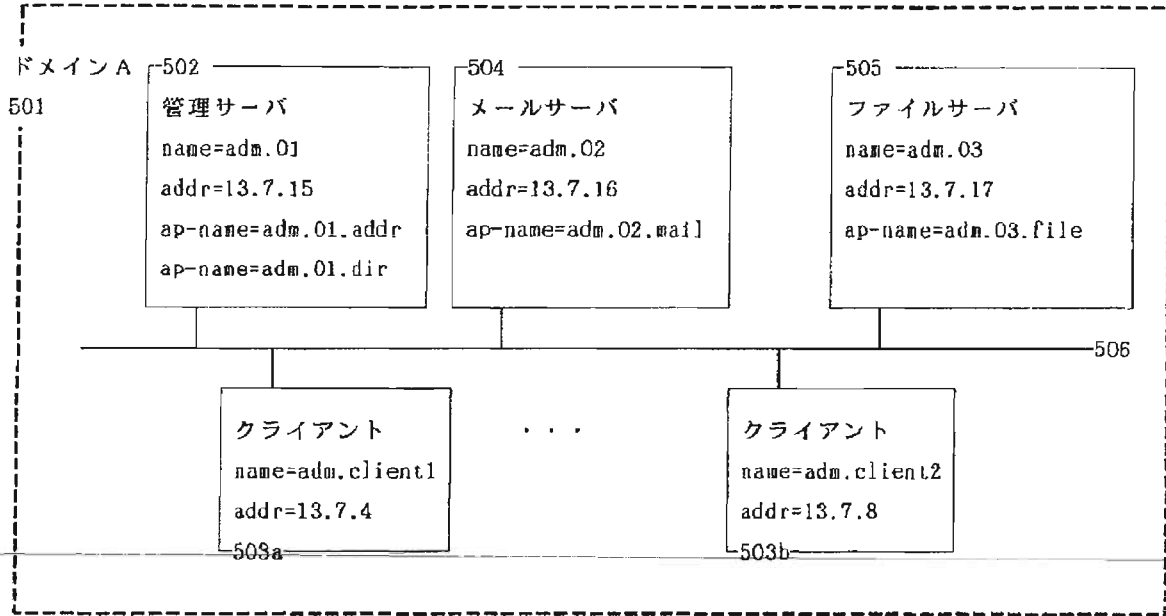 ドメインA
501
502
管理サーバ
name=adm.01
addr=13.7.15
ap-name=adm.01.addr
ap-name=adm.01.dir
504
メールサーバ
name=adm.02
addr=13.7.16
ap-name=adm.02.mail
505
ファイルサーバ
name=adm.03
addr=13.7.17
ap-name=adm.03.file
506
クライアント
name=adm.client1
addr=13.7.4
503a
...
クライアント
name=adm.client2
addr=13.7.8
503b